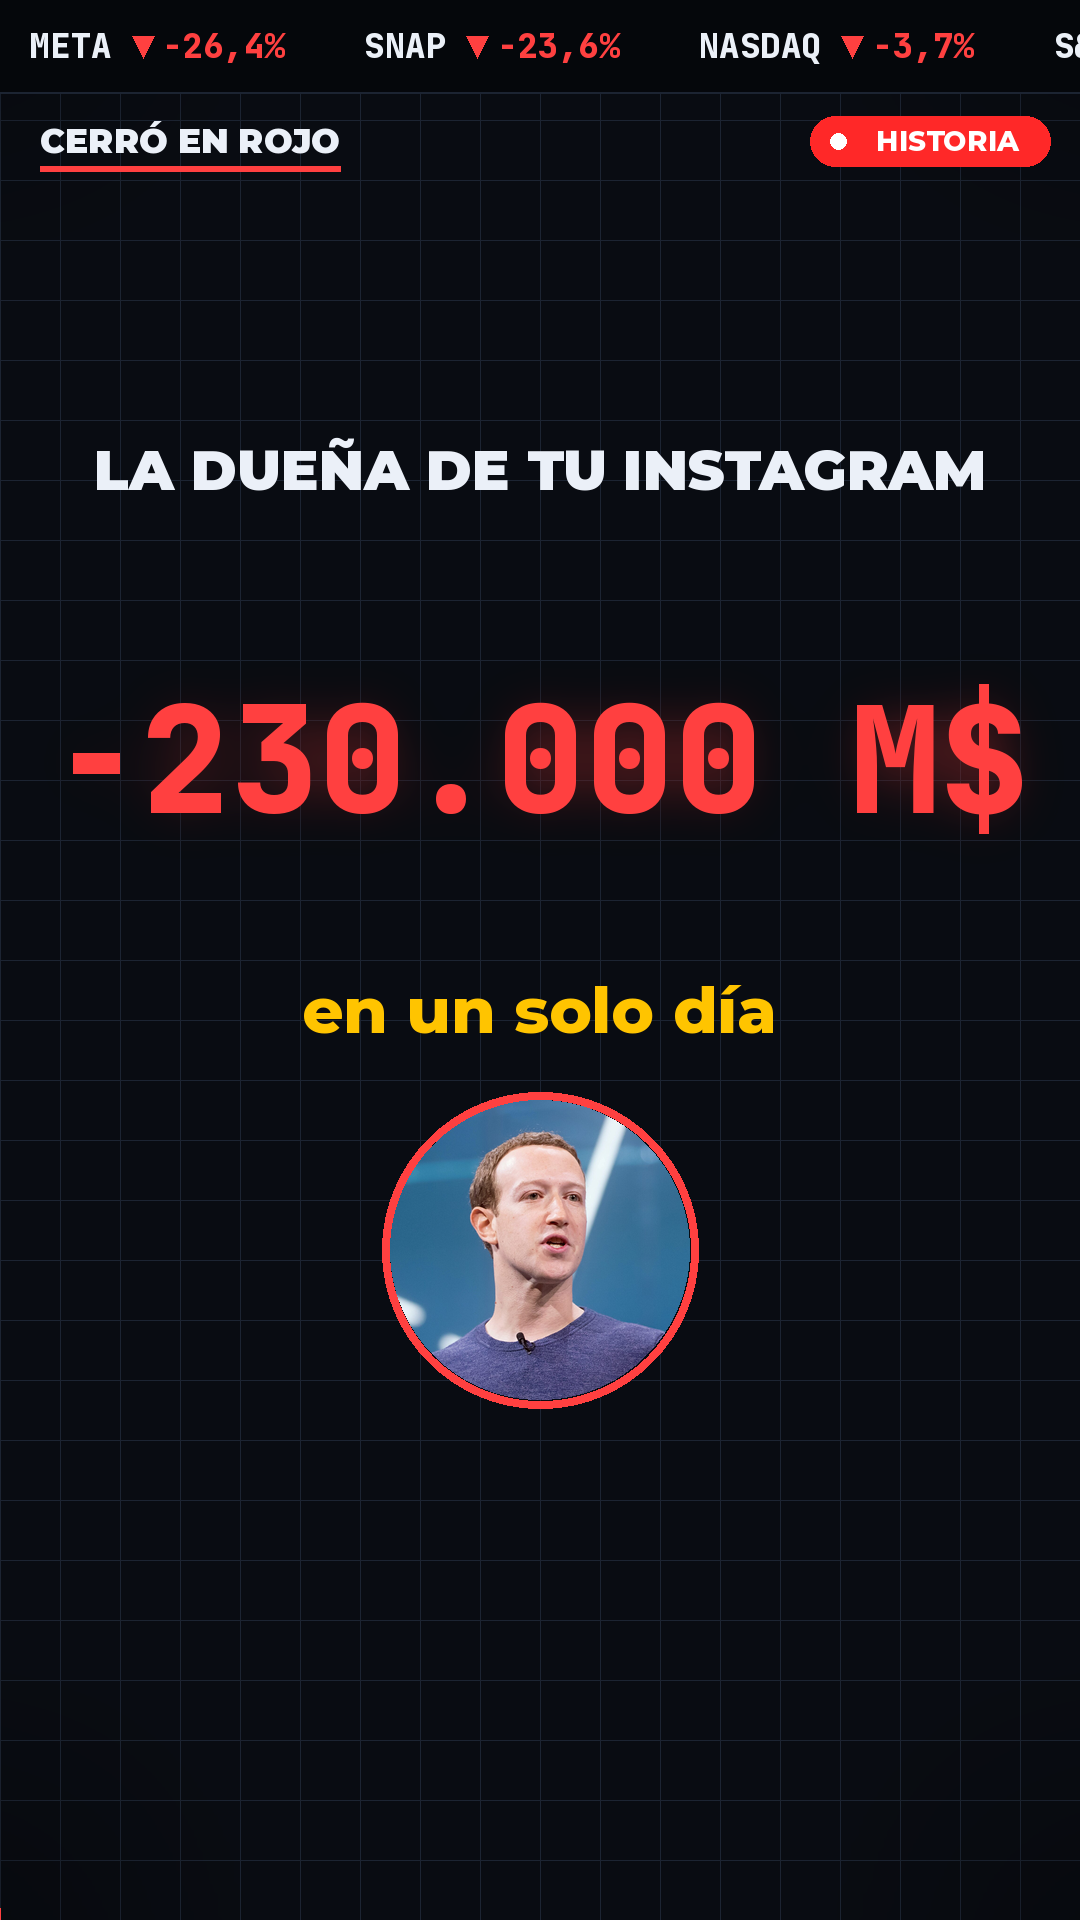 META ▼ -26,4% SNAP ▼ -23,6% NASDAQ ▼ -3,7%
CERRÓ EN ROJO
HISTORIA
LA DUEÑA DE TU INSTAGRAM
-230.000 M$
en un solo día